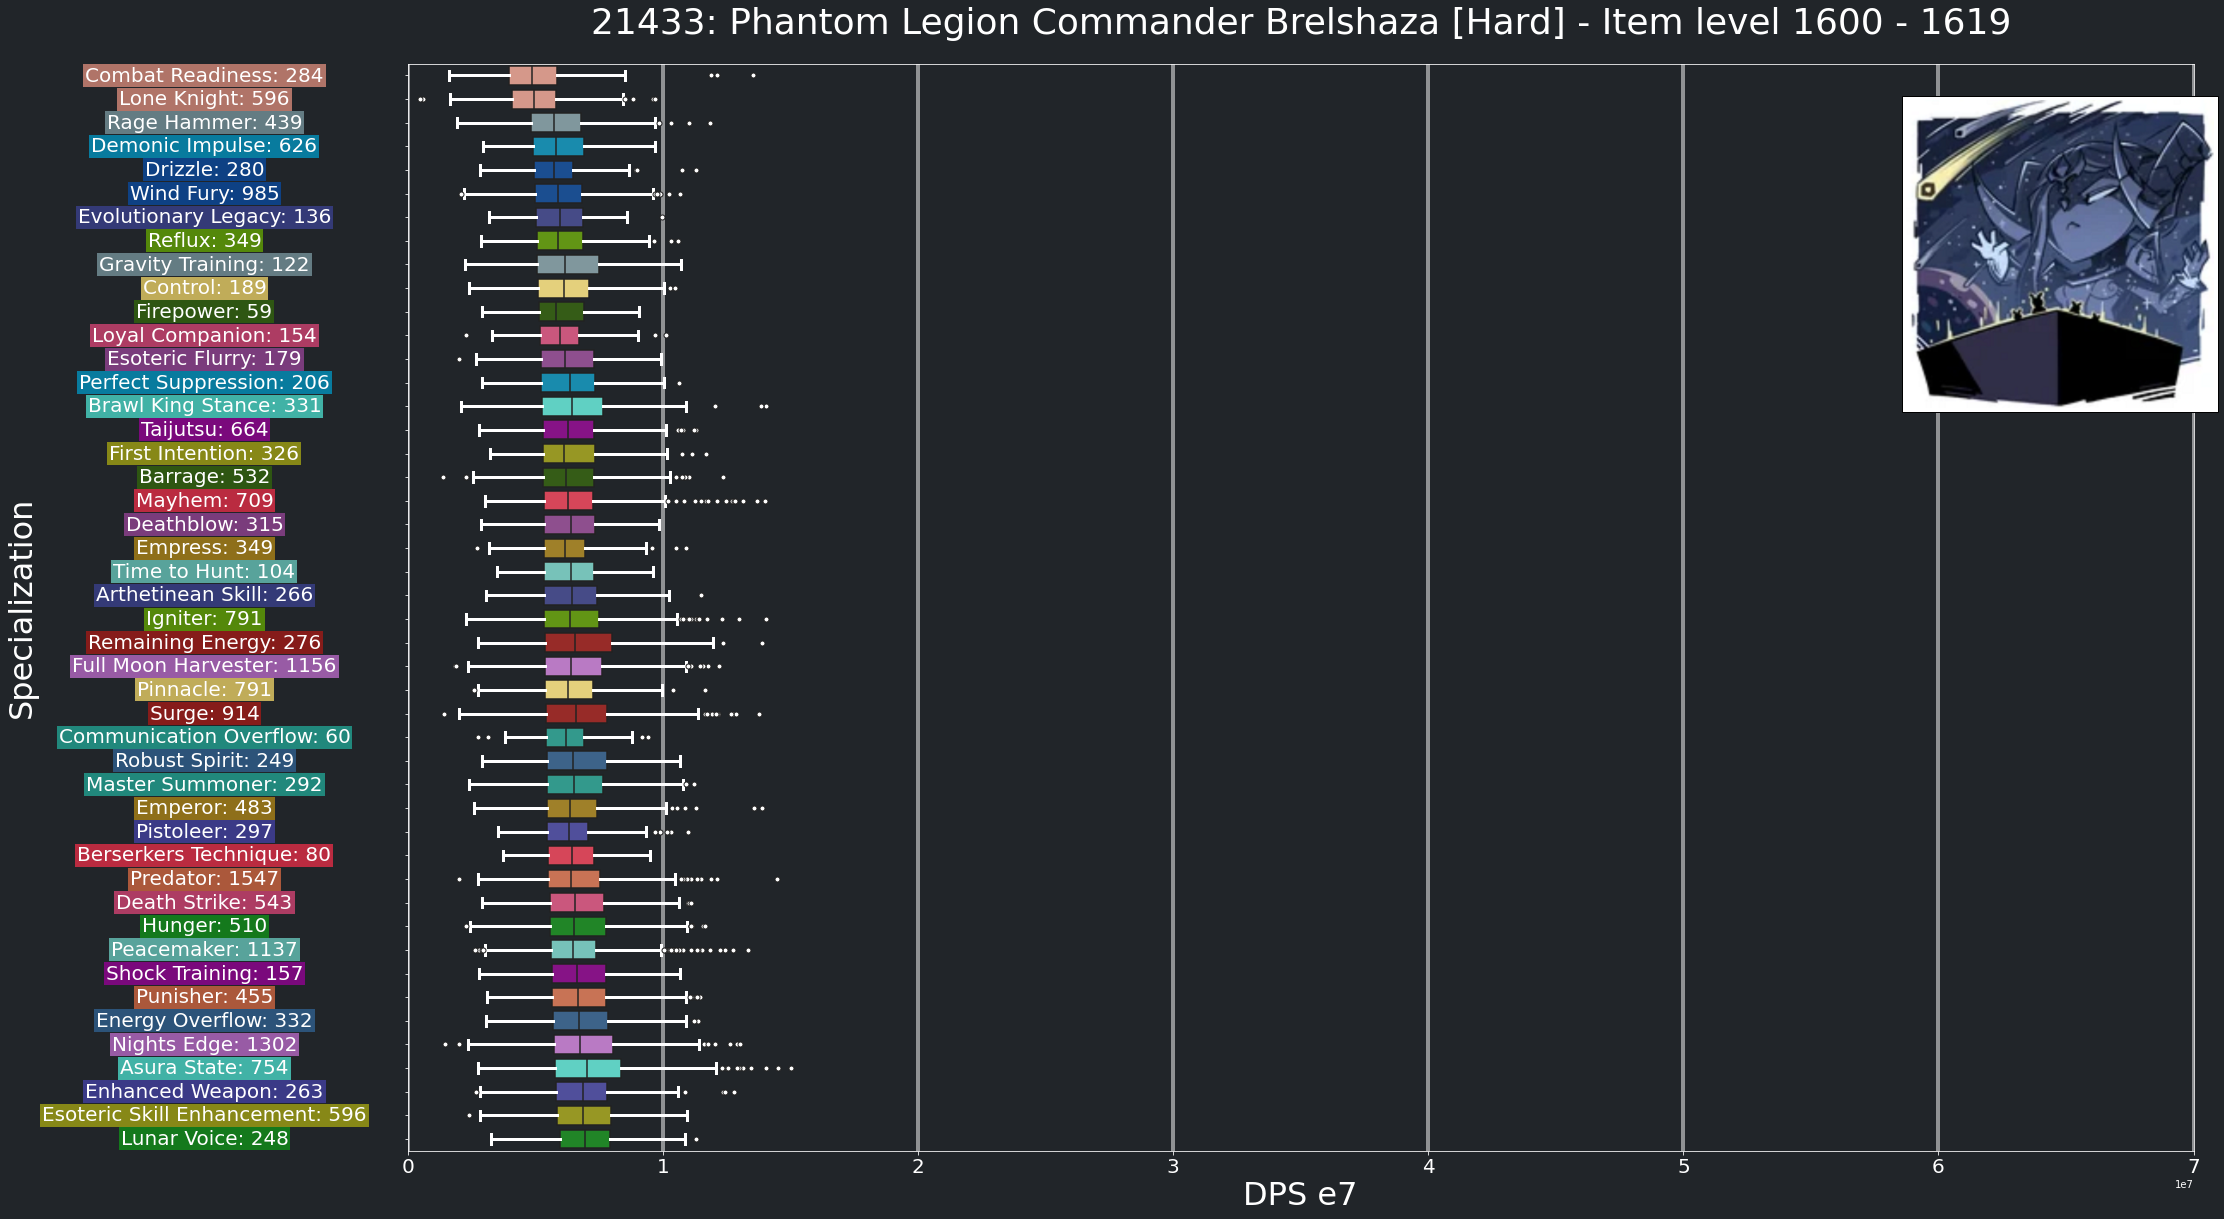 21433: Phantom Legion Commander Brelshaza [Hard] - Item level 1600 - 1619
Specialization
Combat Readiness: 284
Lone Knight: 596
Rage Hammer: 439
Demonic Impulse: 626
Drizzle: 280
Wind Fury: 985
Evolutionary Legacy: 136
Reflux: 349
Gravity Training: 122
Control: 189
Firepower: 59
Loyal Companion: 154
Esoteric Flurry: 179
Perfect Suppression: 206
Brawl King Stance: 331
Taijutsu: 664
First Intention: 326
Barrage: 532
Mayhem: 709
Deathblow: 315
Empress: 349
Time to Hunt: 104
Arthetinean Skill: 266
Igniter: 791
Remaining Energy: 276
Full Moon Harvester: 1156
Pinnacle: 791
Surge: 914
Communication Overflow: 60
Robust Spirit: 249
Master Summoner: 292
Emperor: 483
Pistoleer: 297
Berserkers Technique: 80
Predator: 1547
Death Strike: 543
Hunger: 510
Peacemaker: 1137
Shock Training: 157
Punisher: 455
Energy Overflow: 332
Nights Edge: 1302
Asura State: 754
Enhanced Weapon: 263
Esoteric Skill Enhancement: 596
Lunar Voice: 248
0 1 2 3 4 5 6 7
1e7
DPS e7